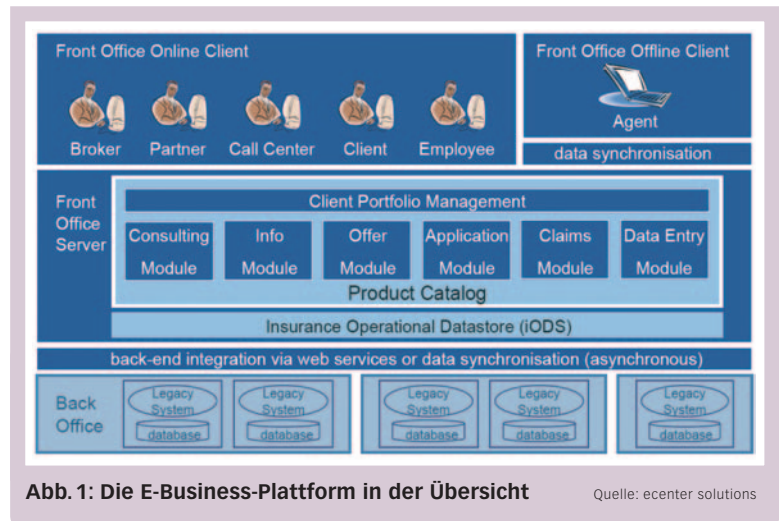 Front Office Online Client
Broker Partner Call Center Client Employee
Front Office Offline Client
Agent
data synchronisation
Front
Office
Server
Client Portfolio Management
Consulting Module
Info Module
Offer Module
Application Module
Claims Module
Data Entry Module
Product Catalog
Insurance Operational Datastore (iODS)
back-end integration via web services or data synchronisation (asynchronous)
Back
Office
Legacy
System
database
Legacy
System
database
Legacy
System
database
Legacy
System
database
Legacy
System
database
Abb. 1: Die E-Business-Plattform in der Übersicht
Quelle: ecenter solutions